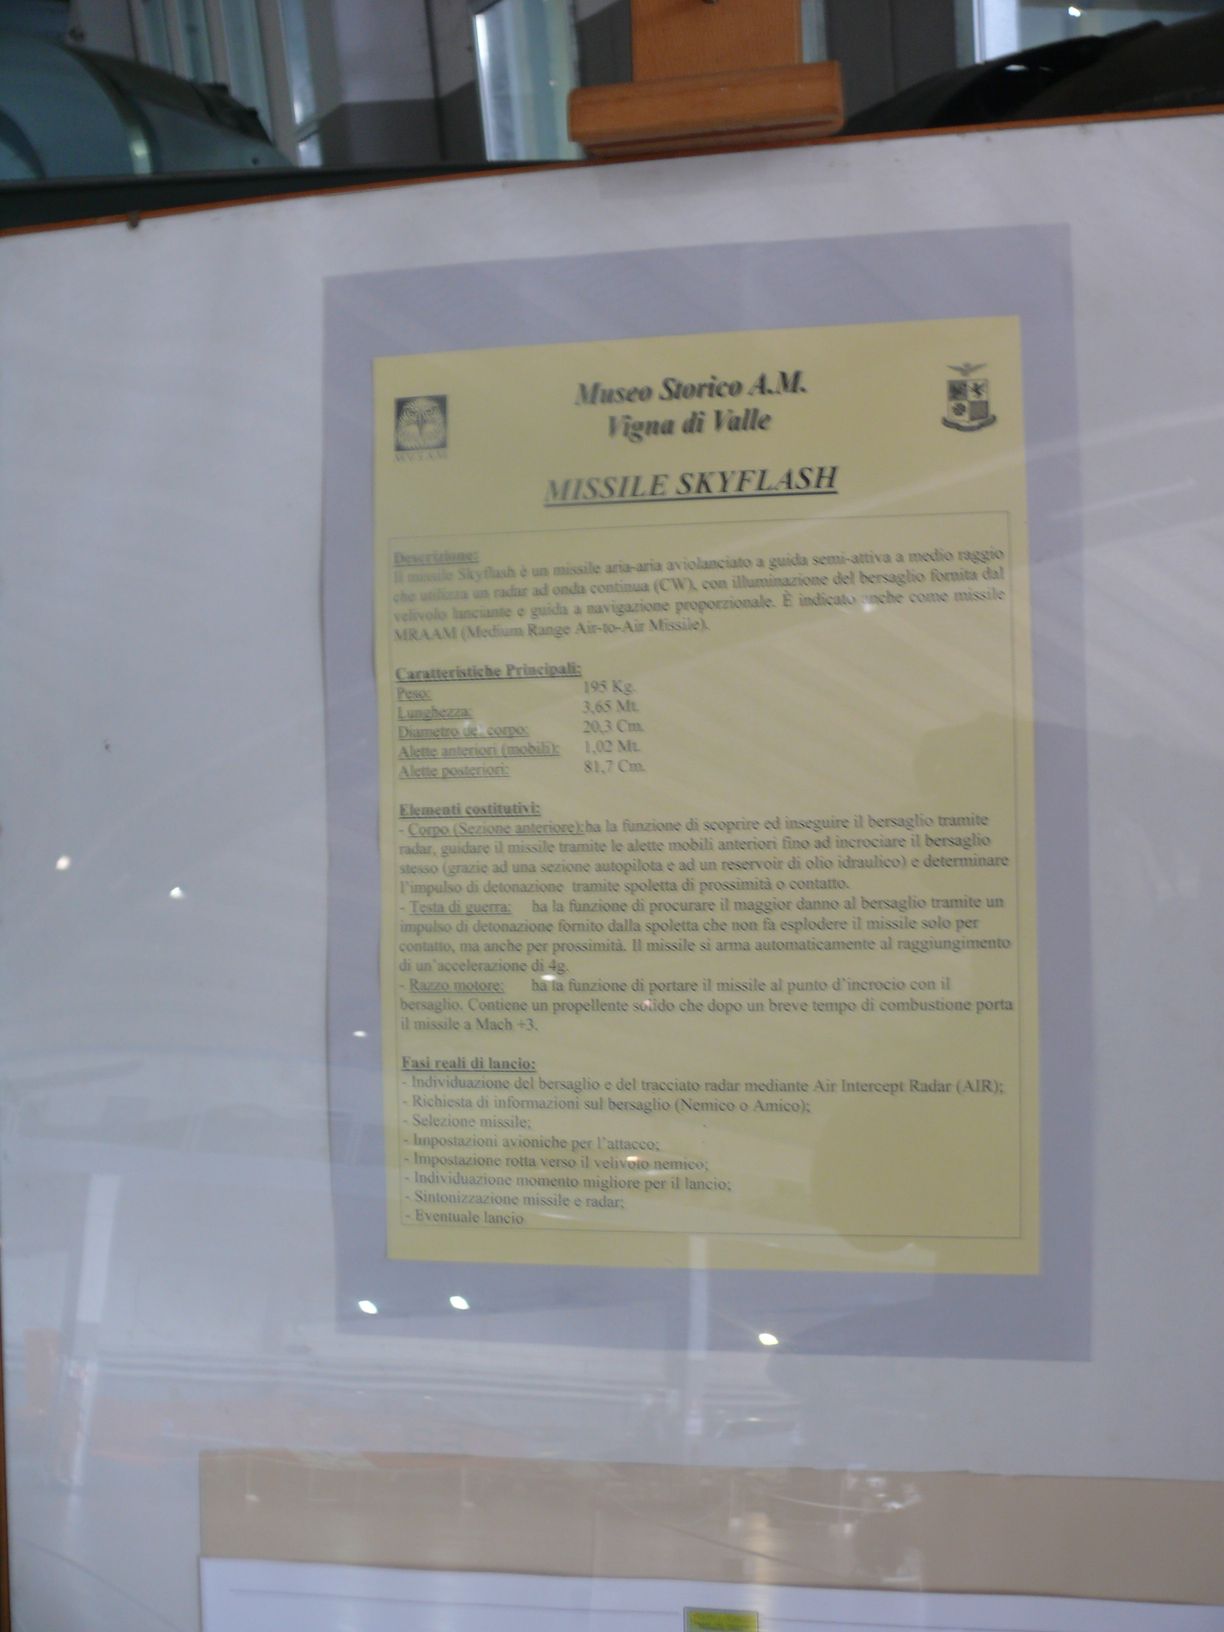 Museo Storico A.M.
Vigna di Valle
MISSILE SKYFLASH
Descrizione:
Il missile Skyflash è un missile aria-aria aviolanciato a guida semi-attiva a medio raggio
che utilizza un radar ad onda continua (CW), con illuminazione del bersaglio fornita dal
velivolo lanciante e guida a navigazione proporzionale. È indicato anche come missile
MRAAM (Medium Range Air-to-Air Missile).
Caratteristiche Principali:
Peso: 195 Kg.
Lunghezza: 3,65 Mt.
Diametro del corpo: 20,3 Cm.
Alette anteriori (mobili): 1,02 Mt.
Alette posteriori: 81,7 Cm.
Elementi costitutivi:
- Corpo (Sezione anteriore):ha la funzione di scoprire ed inseguire il bersaglio tramite
radar, guidare il missile tramite le alette mobili anteriori fino ad incrociare il bersaglio
stesso (grazie ad una sezione autopilota e ad un reservoir di olio idraulico) e determinare
l'impulso di detonazione tramite spoletta di prossimità o contatto.
- Testa di guerra: ha la funzione di procurare il maggior danno al bersaglio tramite un
impulso di detonazione fornito dalla spoletta che non fa esplodere il missile solo per
contatto, ma anche per prossimità. Il missile si arma automaticamente al raggiungimento
di un'accelerazione di 4g.
- Razzo motore: ha la funzione di portare il missile al punto d'incrocio con il
bersaglio. Contiene un propellente solido che dopo un breve tempo di combustione porta
il missile a Mach +3.
Fasi reali di lancio:
- Individuazione del bersaglio e del tracciato radar mediante Air Intercept Radar (AIR);
- Richiesta di informazioni sul bersaglio (Nemico o Amico);
- Selezione missile;
- Impostazioni avioniche per l'attacco;
- Impostazione rotta verso il velivolo nemico;
- Individuazione momento migliore per il lancio;
- Sintonizzazione missile e radar;
- Eventuale lancio